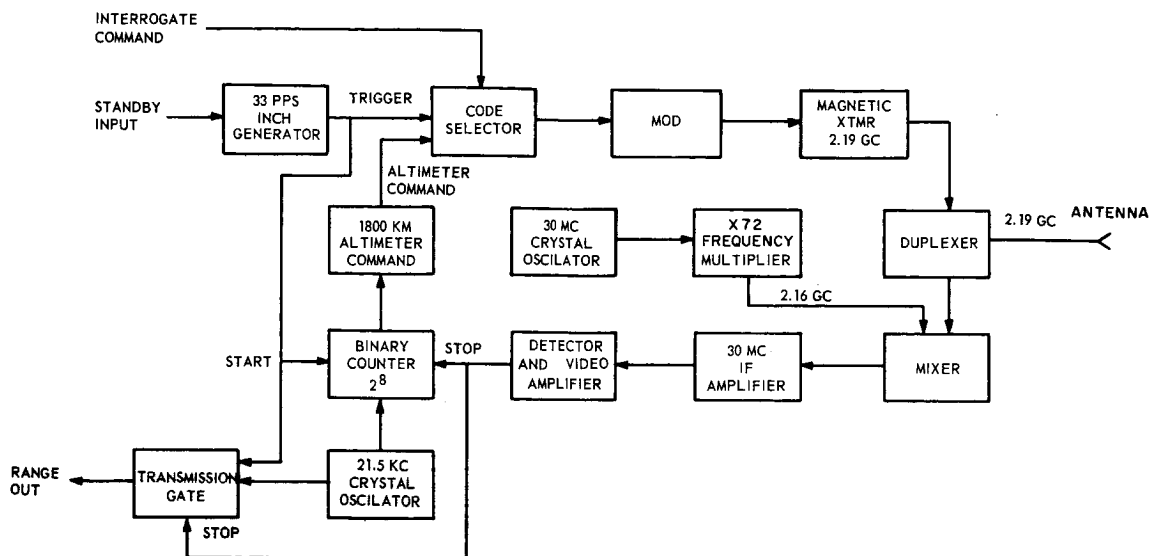 INTERROGATE
COMMAND
STANDBY
INPUT
33 PPS
INCH
GENERATOR
TRIGGER
CODE
SELECTOR
MOD
MAGNETIC
XTMR
2.19 GC
ALTIMETER
COMMAND
1800 KM
ALTIMETER
COMMAND
30 MC
CRYSTAL
OSCILATOR
X72
FREQUENCY
MULTIPLIER
DUPLEXER
2.19 GC
ANTENNA
2.16 GC
START
BINARY
COUNTER
2⁸
STOP
DETECTOR
AND VIDEO
AMPLIFIER
30 MC
IF
AMPLIFIER
MIXER
RANGE
OUT
TRANSMISSION
GATE
21.5 KC
CRYSTAL
OSCILATOR
STOP